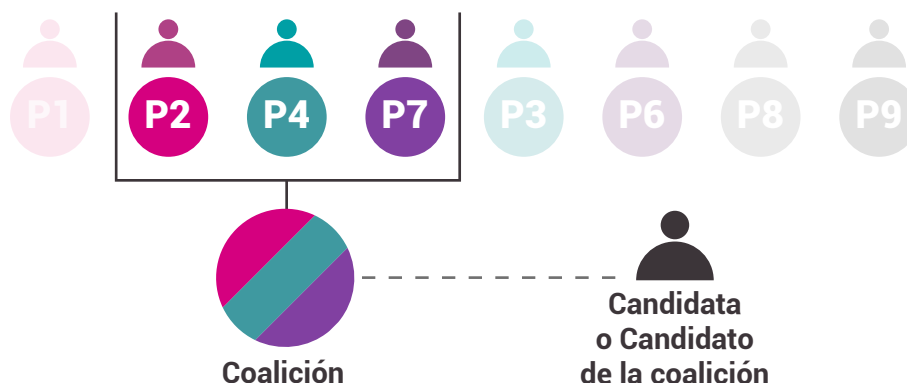 P1 P2 P4 P7 P3 P6 P8 P9
Candidata
o Candidato
de la coalición
Coalición